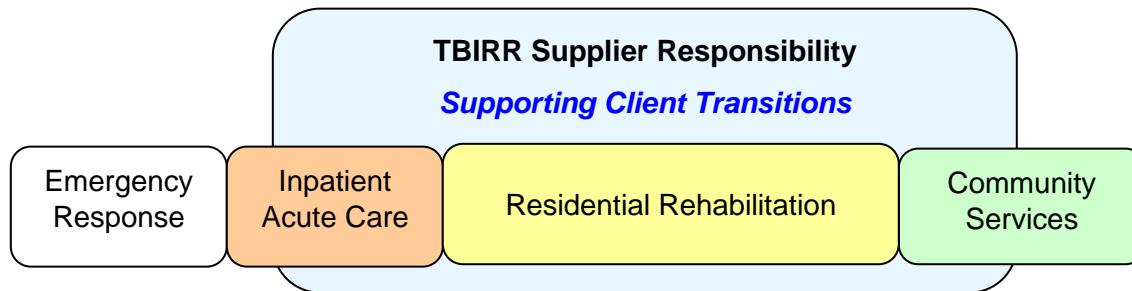 TBIRR Supplier Responsibility
Supporting Client Transitions
Emergency
Response
Inpatient
Acute Care
Residential Rehabilitation
Community
Services